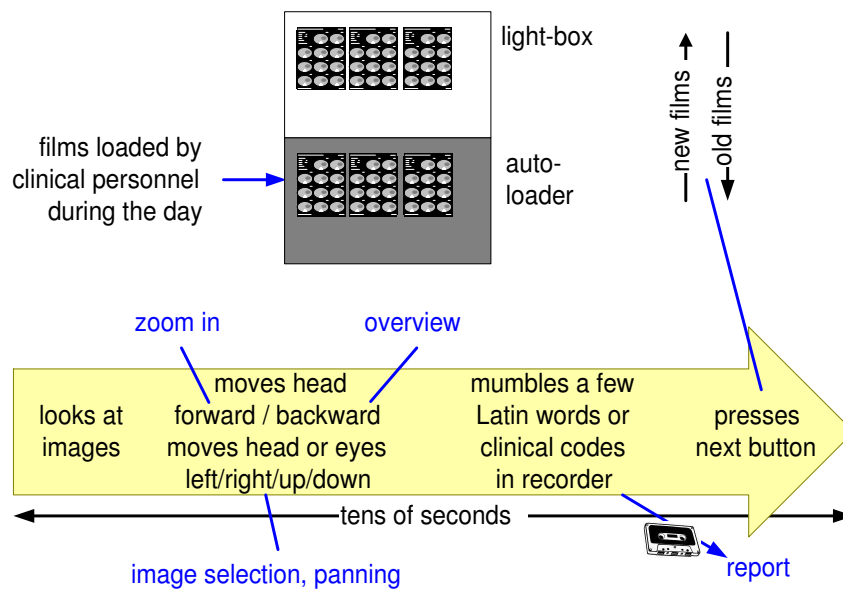 light-box
new films
old films
films loaded by
clinical personnel
during the day
auto-
loader
zoom in
overview
looks at
images
moves head
forward / backward
moves head or eyes
left/right/up/down
mumbles a few
Latin words or
clinical codes
in recorder
presses
next button
tens of seconds
image selection, panning
report